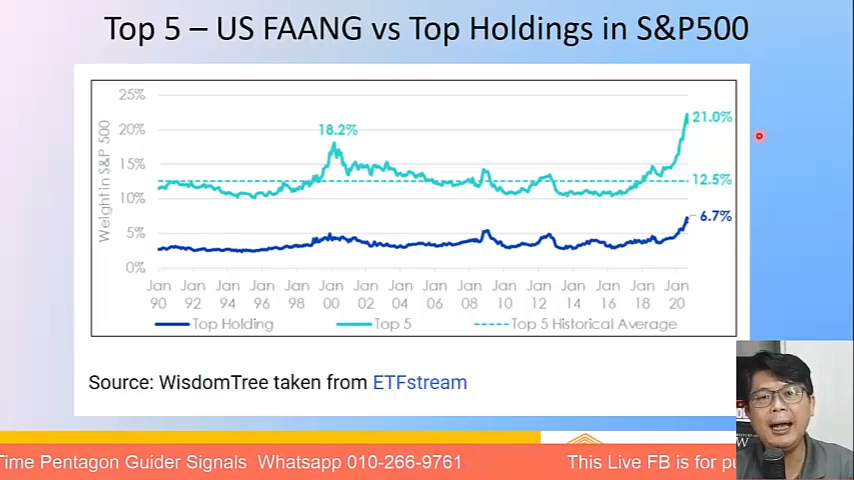 Top 5 – US FAANG vs Top Holdings in S&P500
25%
20%
15%
10%
5%
0%
Weight in S&P 500
18.2%
21.0%
12.5%
6.7%
Jan Jan Jan Jan Jan Jan Jan Jan Jan Jan Jan Jan Jan Jan Jan Jan
90 92 94 96 98 00 02 04 06 08 10 12 14 16 18 20
Top Holding Top 5 Top 5 Historical Average
Source: WisdomTree taken from ETFstream
Time Pentagon Guider Signals Whatsapp 010-266-9761 This Live FB is for